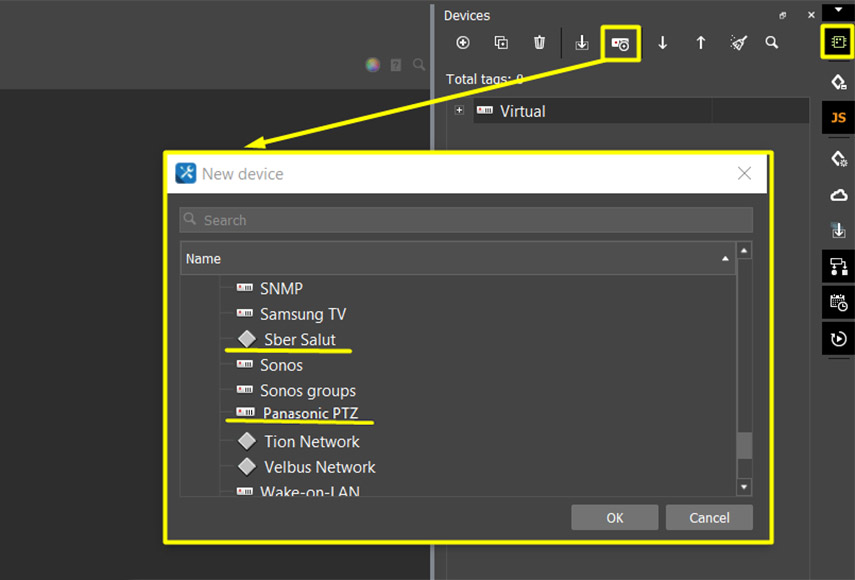 Devices
Total tags: 0
Virtual
JS
New device
Search
Name
SNMP
Samsung TV
Sber Salut
Sonos
Sonos groups
Panasonic PTZ
Tion Network
Velbus Network
Wake-on-LAN
OK
Cancel